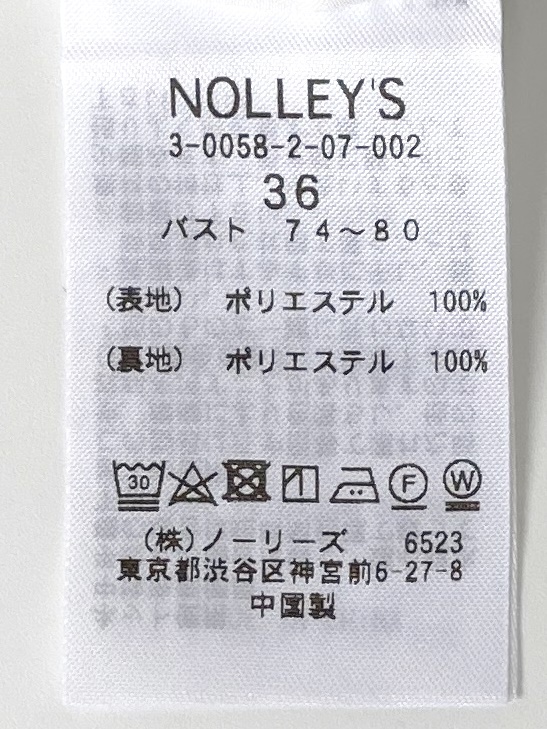 NOLLEY'S
3-0058-2-07-002
36
バスト 74～80
(表地) ポリエステル 100%
(裏地) ポリエステル 100%
30 F W
(株)ノーリーズ 6523
東京都渋谷区神宮前6-27-8
中国製